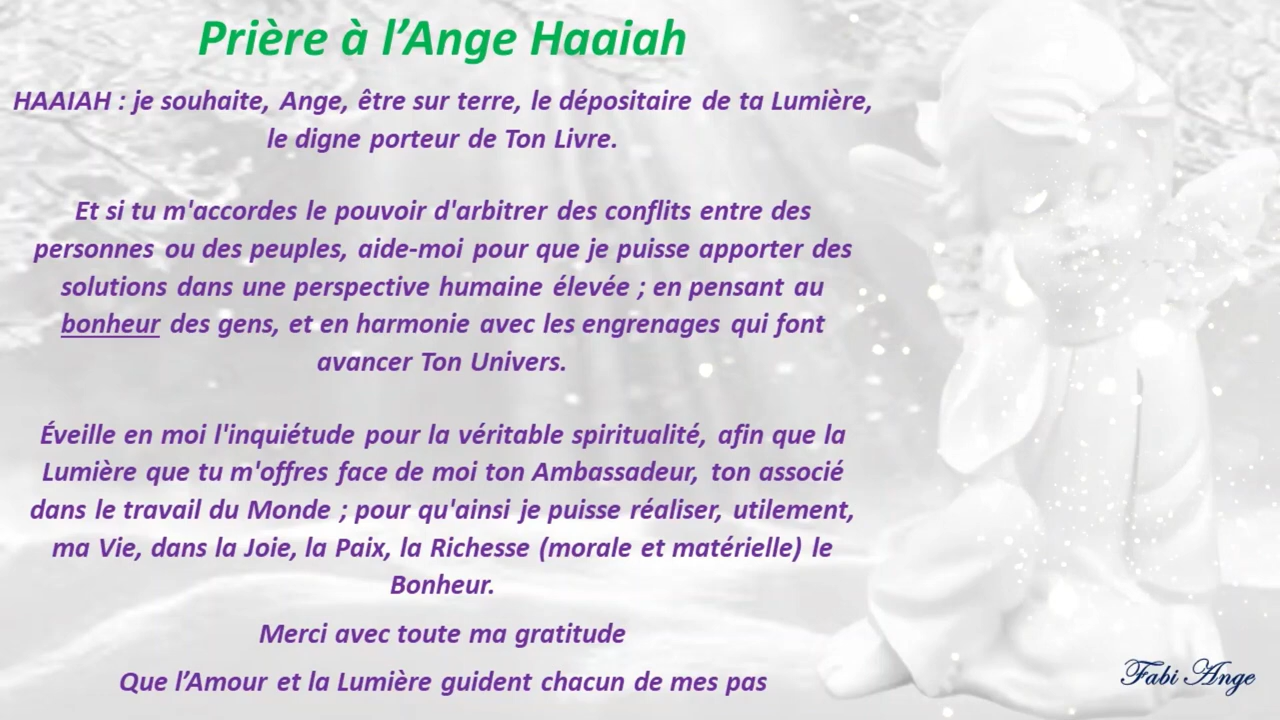 Prière à l’Ange Haaiah
HAAIAH : je souhaite, Ange, être sur terre, le dépositaire de ta Lumière,
le digne porteur de Ton Livre.
Et si tu m'accordes le pouvoir d'arbitrer des conflits entre des
personnes ou des peuples, aide-moi pour que je puisse apporter des
solutions dans une perspective humaine élevée ; en pensant au
bonheur des gens, et en harmonie avec les engrenages qui font
avancer Ton Univers.
Éveille en moi l'inquiétude pour la véritable spiritualité, afin que la
Lumière que tu m'offres face de moi ton Ambassadeur, ton associé
dans le travail du Monde ; pour qu'ainsi je puisse réaliser, utilement,
ma Vie, dans la Joie, la Paix, la Richesse (morale et matérielle) le
Bonheur.
Merci avec toute ma gratitude
Que l’Amour et la Lumière guident chacun de mes pas
Fabi Ange